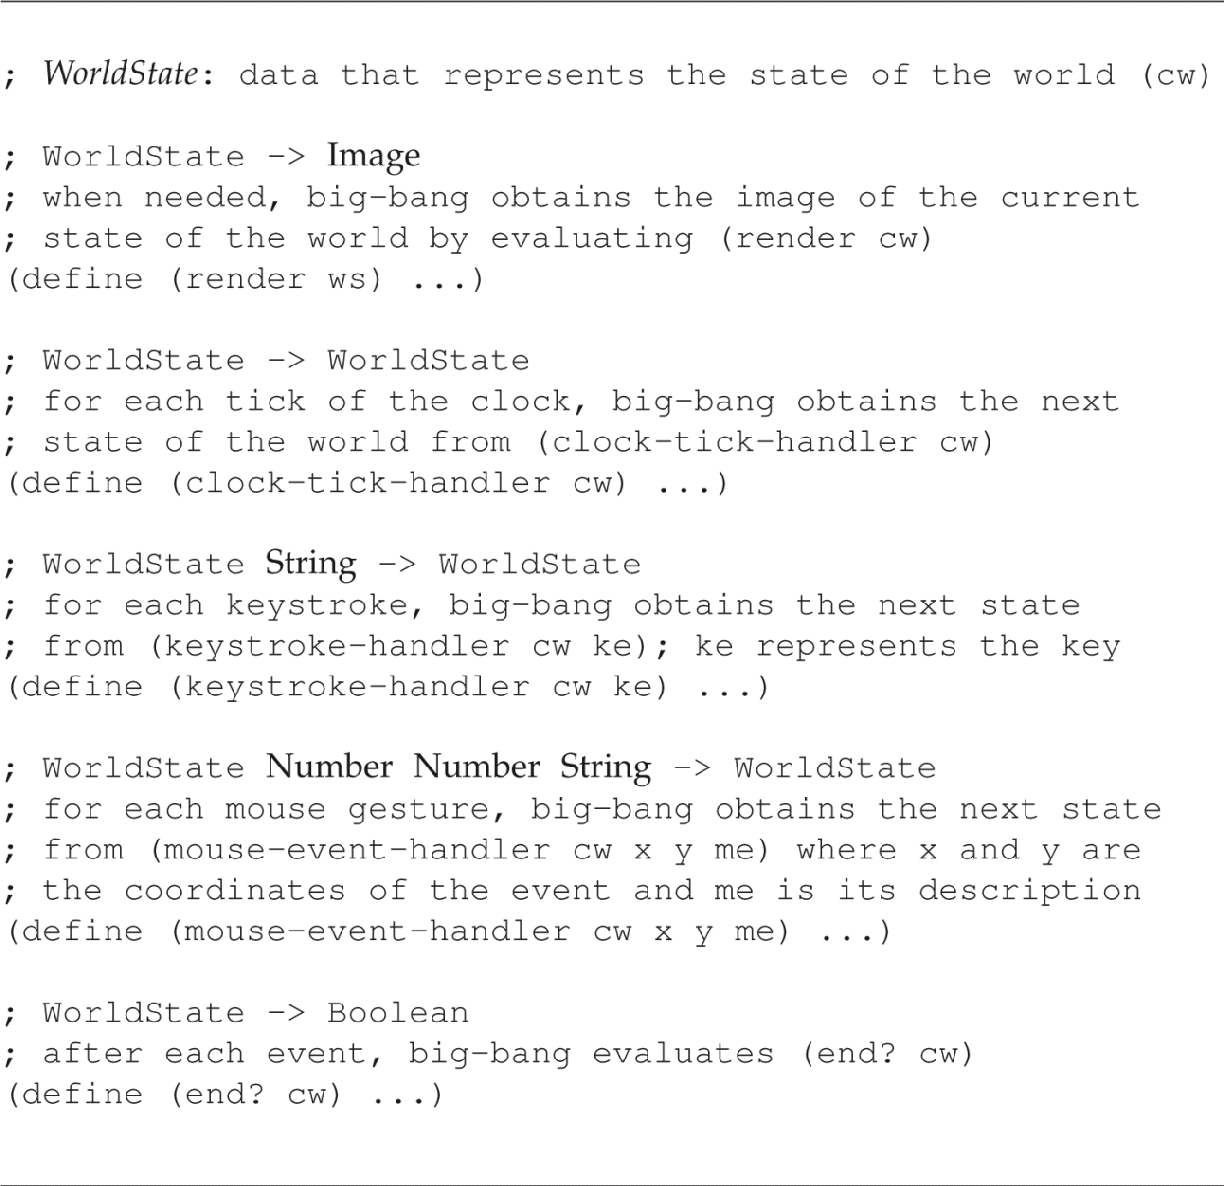 ; WorldState: data that represents the state of the world (cw)
; WorldState -> Image
; when needed, big-bang obtains the image of the current
; state of the world by evaluating (render cw)
(define (render ws) ...)
; WorldState -> WorldState
; for each tick of the clock, big-bang obtains the next
; state of the world from (clock-tick-handler cw)
(define (clock-tick-handler cw) ...)
; WorldState String -> WorldState
; for each keystroke, big-bang obtains the next state
; from (keystroke-handler cw ke); ke represents the key
(define (keystroke-handler cw ke) ...)
; WorldState Number Number String -> WorldState
; for each mouse gesture, big-bang obtains the next state
; from (mouse-event-handler cw x y me) where x and y are
; the coordinates of the event and me is its description
(define (mouse-event-handler cw x y me) ...)
; WorldState -> Boolean
; after each event, big-bang evaluates (end? cw)
(define (end? cw) ...)